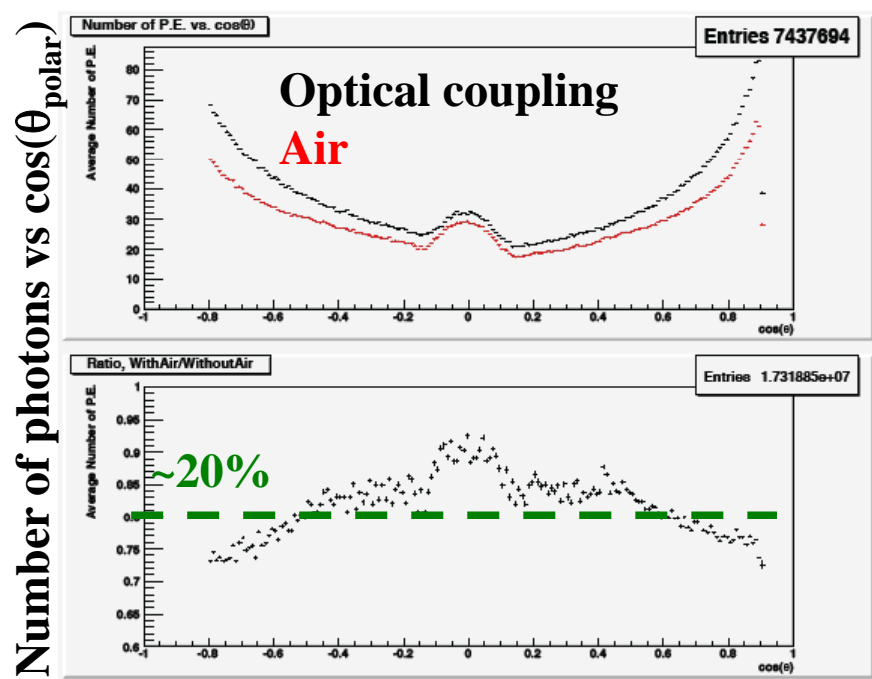 Number of photons vs cos(θpolar)
Number of P.E. vs. cos(θ)
Entries 7437694
Average Number of P.E.
80
70
60
50
40
30
20
10
0
Optical coupling
Air
-1 -0.8 -0.6 -0.4 -0.2 0 0.2 0.4 0.6 0.8 1
cos(θ)
Ratio, WithAir/WithoutAir
Entries 1.731885e+07
Average Number of P.E.
1
0.95
0.9
0.85
0.8
0.75
0.7
0.65
0.6
~20%
-1 -0.8 -0.6 -0.4 -0.2 0 0.2 0.4 0.6 0.8 1
cos(θ)